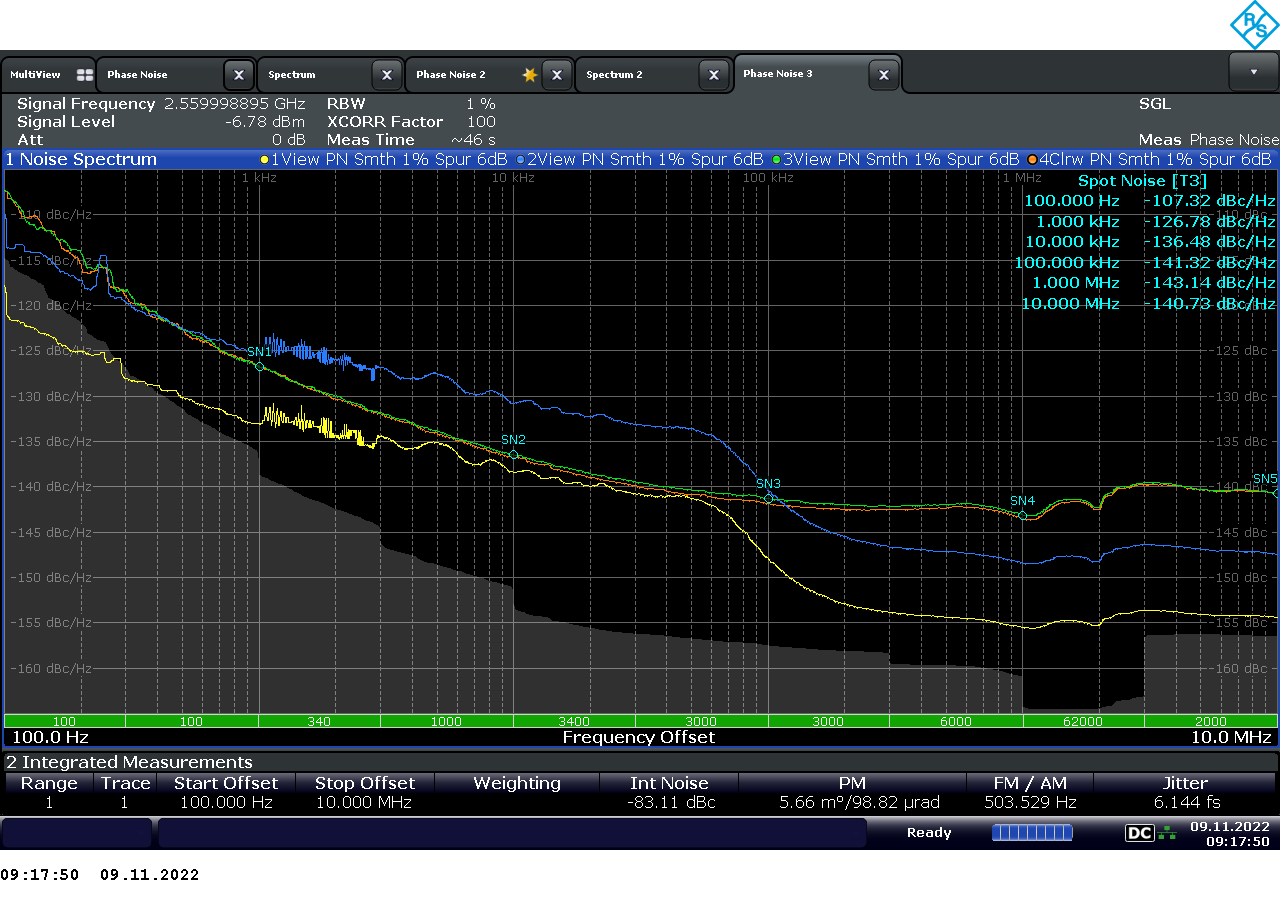 R S
MultiView Phase Noise X Spectrum X Phase Noise 2 X Spectrum 2 X Phase Noise 3 X
Signal Frequency 2.559998895 GHz RBW 1 % SGL
Signal Level -6.78 dBm XCORR Factor 100
Att 0 dB Meas Time ~46 s Meas Phase Noise
1 Noise Spectrum 1View PN Smth 1% Spur 6dB 2View PN Smth 1% Spur 6dB 3View PN Smth 1% Spur 6dB 4Clrw PN Smth 1% Spur 6dB
1 kHz 10 kHz 100 kHz 1 MHz
Spot Noise [T3]
100.000 Hz -107.32 dBc/Hz
-110 dBc/Hz
1.000 kHz -126.78 dBc/Hz
10.000 kHz -136.48 dBc/Hz
-115 dBc/Hz 100.000 kHz -141.32 dBc/Hz
1.000 MHz -143.14 dBc/Hz
-120 dBc/Hz 10.000 MHz -140.73 dBc/Hz
-125 dBc/Hz SN1 -125 dBc
-130 dBc/Hz -130 dBc
-135 dBc/Hz SN2 -135 dBc
-140 dBc/Hz SN3 -140 dBc SN5
SN4
-145 dBc/Hz -145 dBc
-150 dBc/Hz -150 dBc
-155 dBc/Hz -155 dBc
-160 dBc/Hz -160 dBc
100 100 340 1000 3400 3000 3000 6000 62000 2000
100.0 Hz Frequency Offset 10.0 MHz
2 Integrated Measurements
Range Trace Start Offset Stop Offset Weighting Int Noise PM FM / AM Jitter
1 1 100.000 Hz 10.000 MHz -83.11 dBc 5.66 m°/98.82 µrad 503.529 Hz 6.144 fs
Ready DC 09.11.2022
09:17:50
09:17:50 09.11.2022